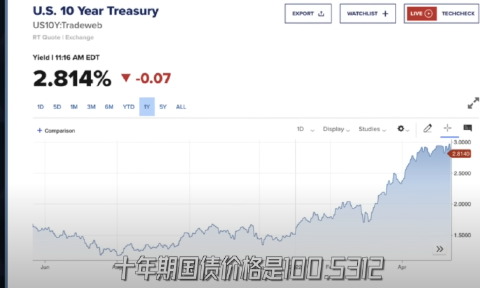 U.S. 10 Year Treasury
US10Y:Tradeweb
RT Quote | Exchange
EXPORT
WATCHLIST +
LIVE
TECHCHECK
Yield | 11:16 AM EDT
2.814% ▼ -0.07
1D 5D 1M 3M 6M YTD 1Y 5Y ALL
+ Comparison
1D
Display
Studies
3.0000
2.8140
2.0000
1.5000
Jan
Apr
十年期国债价格是100.5312